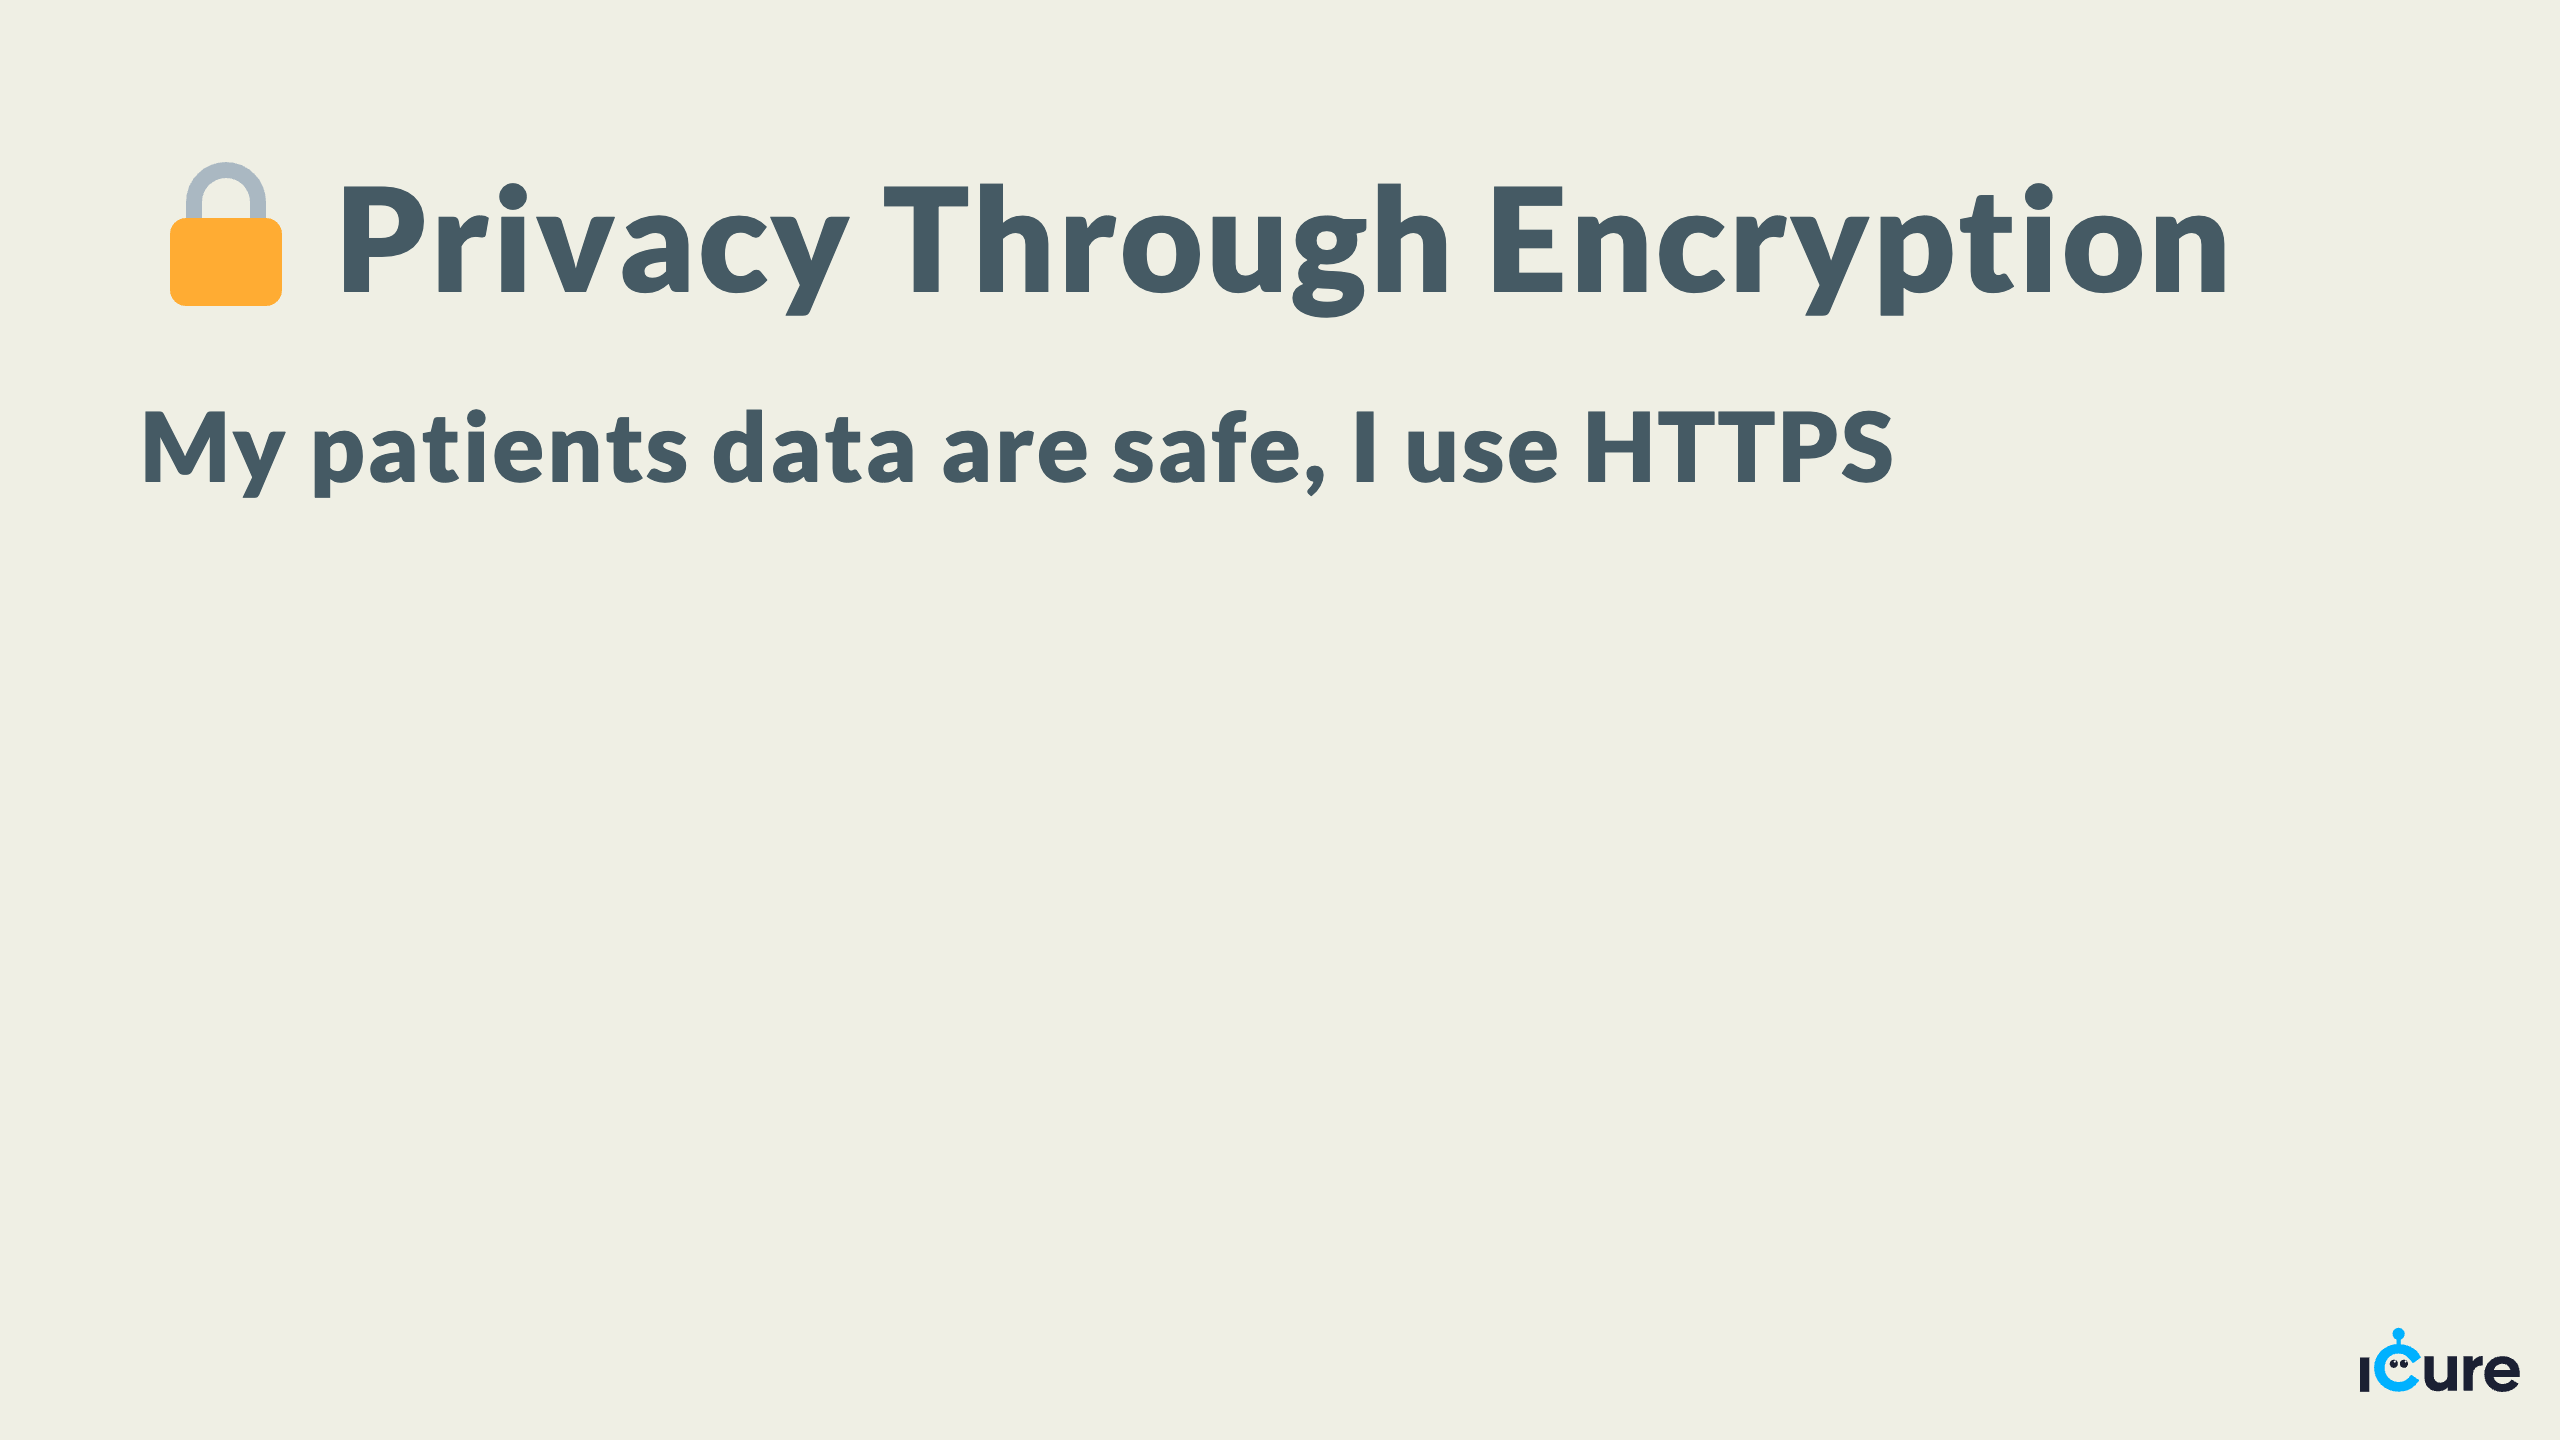 🔒 Privacy Through Encryption
My patients data are safe, I use HTTPS
iCure